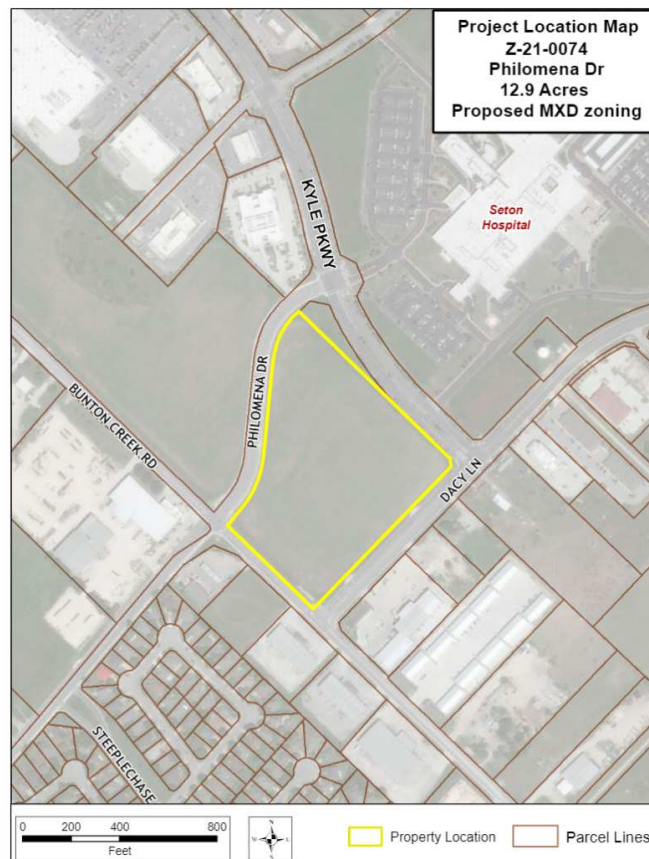 Project Location Map
Z-21-0074
Philomena Dr
12.9 Acres
Proposed MXD zoning
KYLE PKWY
Seton
Hospital
PHILOMENA DR
BUNTON CREEK RD
DACY LN
STEEPLECHASE
0 200 400 800
Feet
N
W E
S
Property Location
Parcel Lines